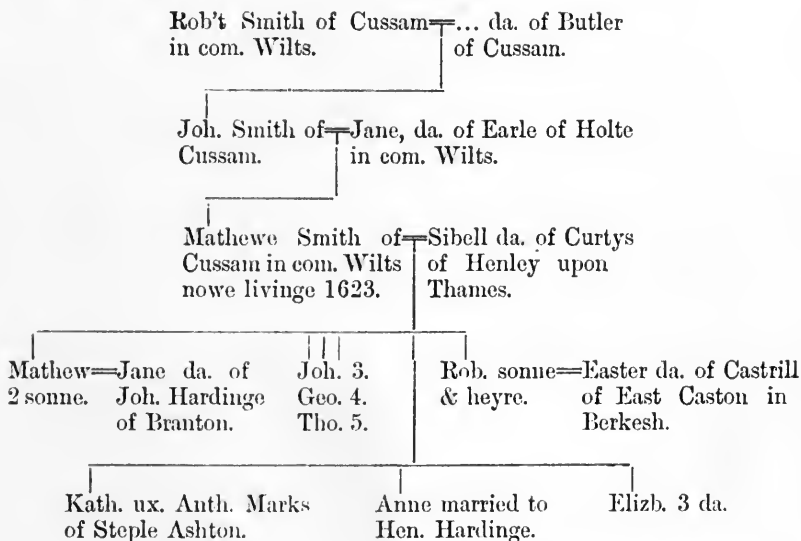 Rob't Smith of Cussam=... da. of Butler
in com. Wilts. of Cussam.
Joh. Smith of=Jane, da. of Earle of Holte
Cussam. in com. Wilts.
Mathewe Smith of=Sibell da. of Curtys
Cussam in com. Wilts of Henley upon
nowe livinge 1623. Thames.
Mathew=Jane da. of Joh. 3. Rob. sonne=Easter da. of Castrill
2 sonne. Joh. Hardinge Geo. 4. & heyre. of East Caston in
of Branton. Tho. 5. Berkesh.
Kath. ux. Anth. Marks Anne married to Elizb. 3 da.
of Steple Ashton. Hen. Hardinge.